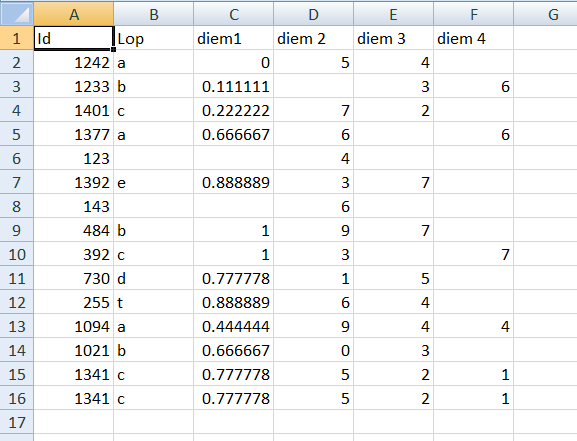 A B C D E F G
1 Id Lop diem1 diem 2 diem 3 diem 4
2 1242 a 0 5 4
3 1233 b 0.111111 3 6
4 1401 c 0.222222 7 2
5 1377 a 0.666667 6 6
6 123 4
7 1392 e 0.888889 3 7
8 143 6
9 484 b 1 9 7
10 392 c 1 3 7
11 730 d 0.777778 1 5
12 255 t 0.888889 6 4
13 1094 a 0.444444 9 4 4
14 1021 b 0.666667 0 3
15 1341 c 0.777778 5 2 1
16 1341 c 0.777778 5 2 1
17